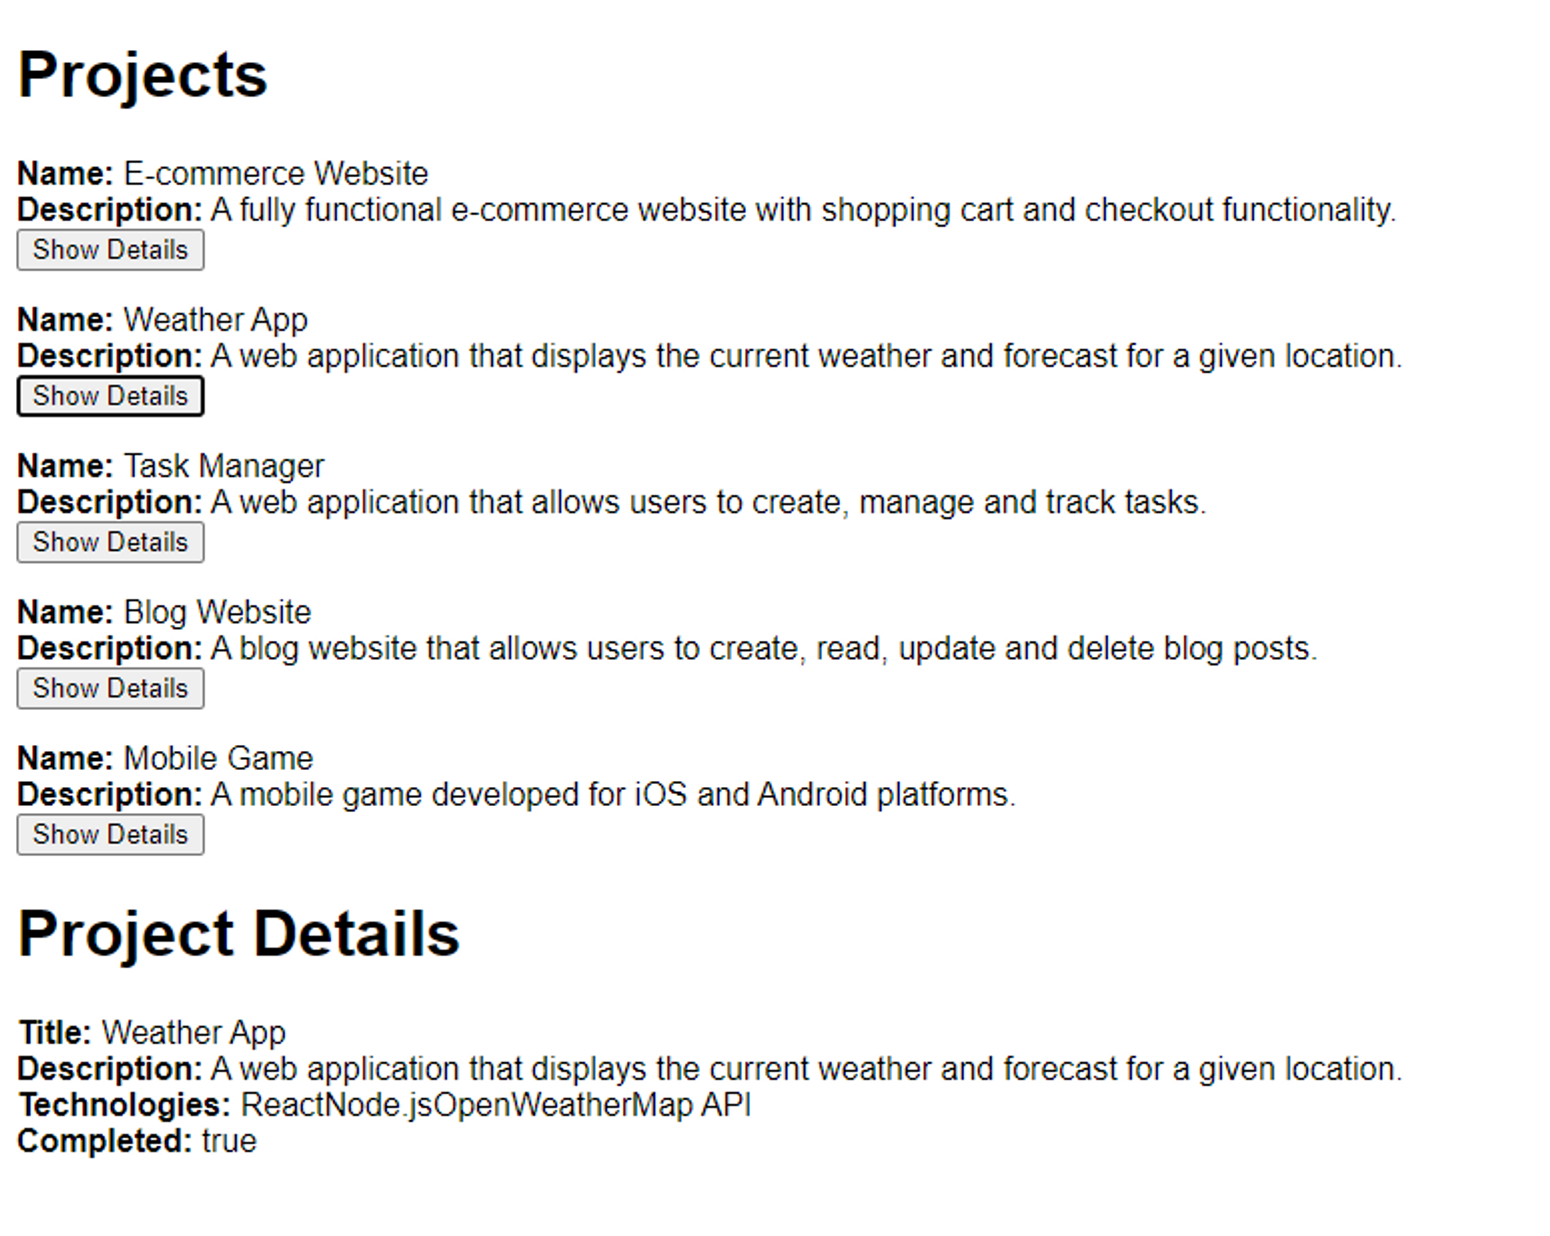 Projects
Name: E-commerce Website
Description: A fully functional e-commerce website with shopping cart and checkout functionality.
Show Details
Name: Weather App
Description: A web application that displays the current weather and forecast for a given location.
Show Details
Name: Task Manager
Description: A web application that allows users to create, manage and track tasks.
Show Details
Name: Blog Website
Description: A blog website that allows users to create, read, update and delete blog posts.
Show Details
Name: Mobile Game
Description: A mobile game developed for iOS and Android platforms.
Show Details
Project Details
Title: Weather App
Description: A web application that displays the current weather and forecast for a given location.
Technologies: ReactNode.jsOpenWeatherMap API
Completed: true